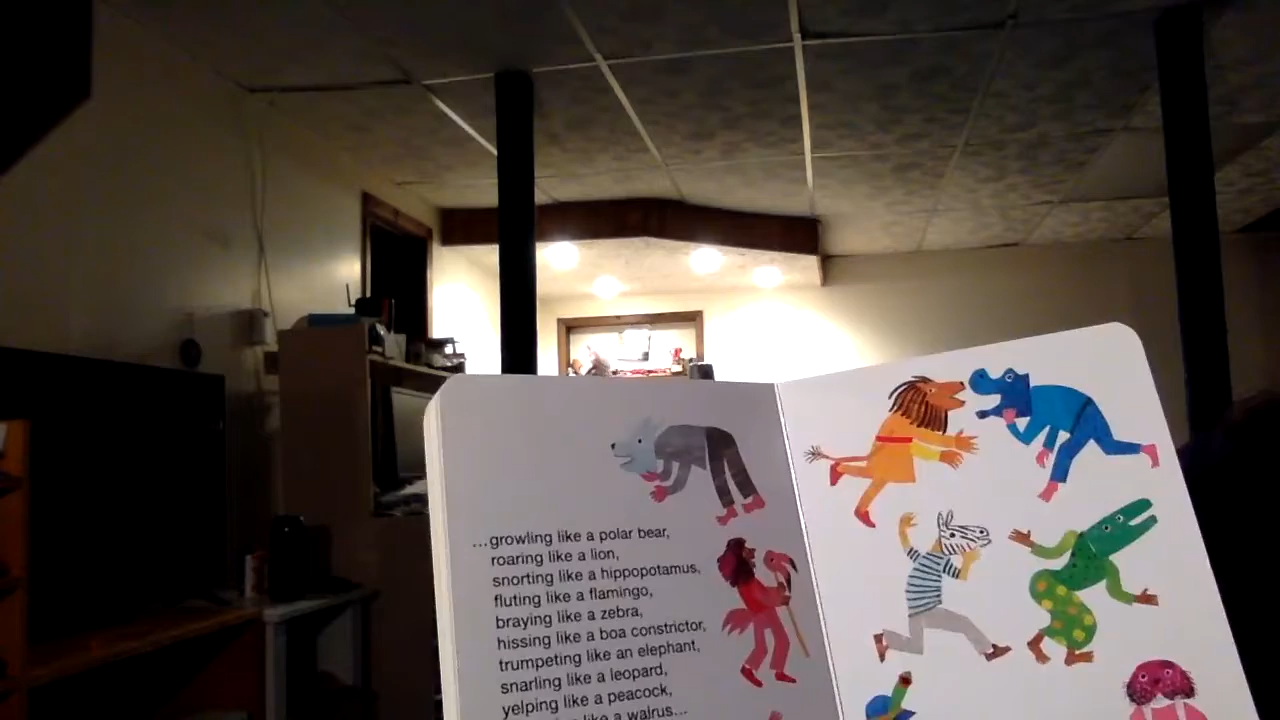 ...growling like a polar bear,
roaring like a lion,
snorting like a hippopotamus,
fluting like a flamingo,
braying like a zebra,
hissing like a boa constrictor,
trumpeting like an elephant,
snarling like a leopard,
yelping like a peacock,
like a walrus...